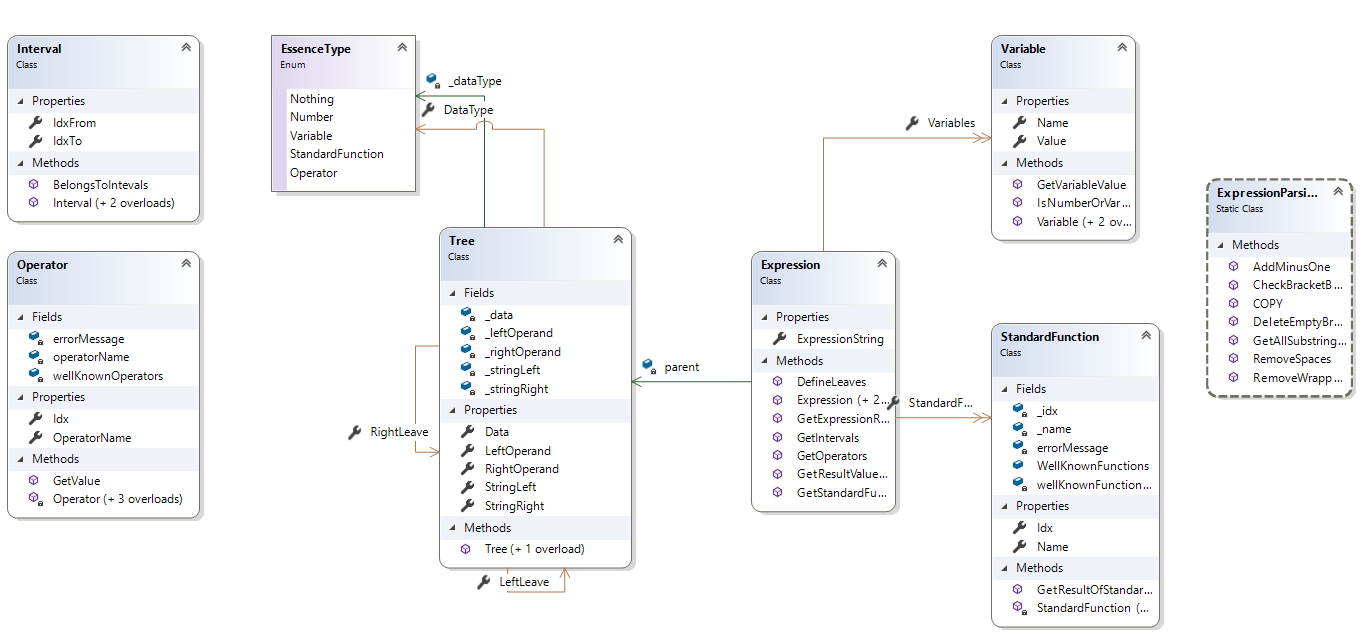 Interval
Class
Properties
IdxFrom
IdxTo
Methods
BelongsToIntevals
Interval (+ 2 overloads)
Operator
Class
Fields
errorMessage
operatorName
wellKnownOperators
Properties
Idx
OperatorName
Methods
GetValue
Operator (+ 3 overloads)
EssenceType
Enum
Nothing
Number
Variable
StandardFunction
Operator
_dataType
DataType
Tree
Class
Fields
_data
_leftOperand
_rightOperand
_stringLeft
_stringRight
Properties
Data
LeftOperand
RightOperand
StringLeft
StringRight
Methods
Tree (+ 1 overload)
RightLeave
LeftLeave
parent
Expression
Class
Properties
ExpressionString
Methods
DefineLeaves
Expression (+ 2...
GetExpressionR...
GetIntervals
GetOperators
GetResultValue...
GetStandardFu...
Variables
StandardF...
Variable
Class
Properties
Name
Value
Methods
GetVariableValue
IsNumberOrVar...
Variable (+ 2 ov...
StandardFunction
Class
Fields
_idx
_name
errorMessage
WellKnownFunctions
wellKnownFunction...
Properties
Idx
Name
Methods
GetResultOfStandar...
StandardFunction (...
ExpressionParsi...
Static Class
Methods
AddMinusOne
CheckBracketB...
COPY
DeleteEmptyBr...
GetAllSubstring...
RemoveSpaces
RemoveWrapp...